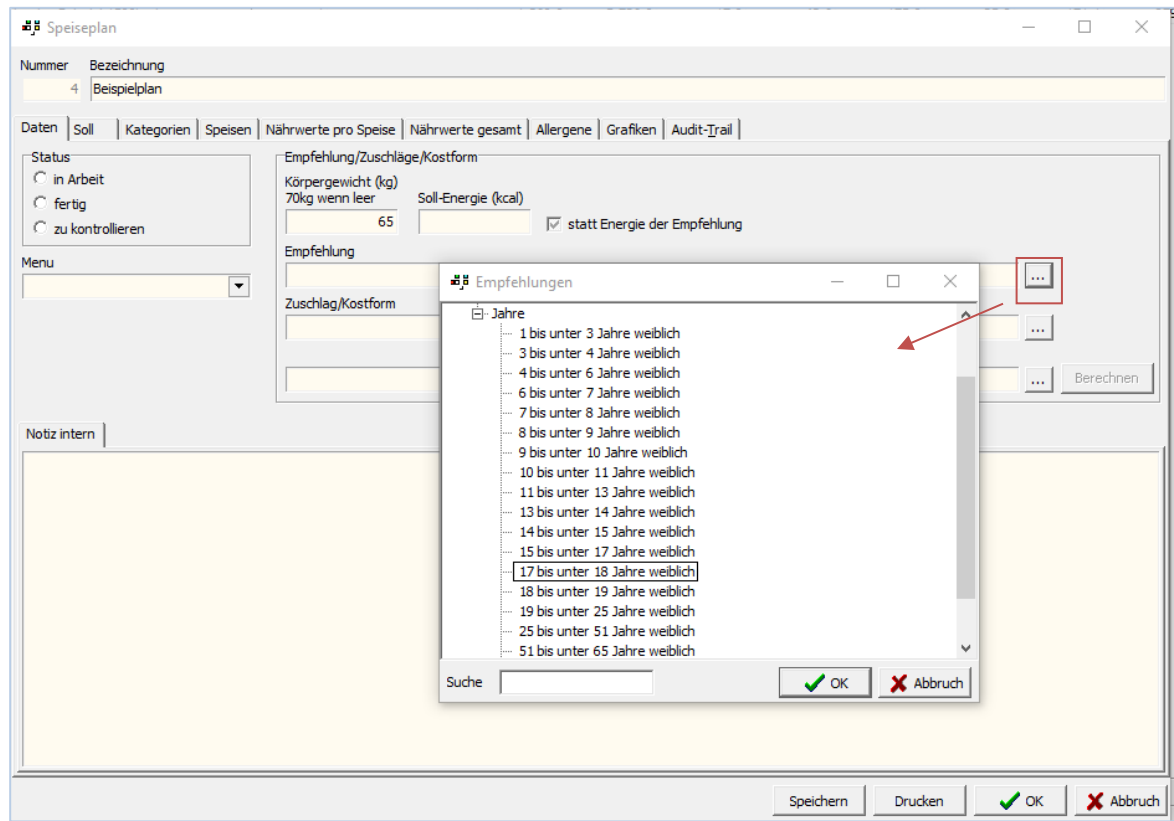 Speiseplan
Nummer Bezeichnung
4 Beispielplan
Daten Soll Kategorien Speisen Nährwerte pro Speise Nährwerte gesamt Allergene Grafiken Audit-Trail
Status
in Arbeit
fertig
zu kontrollieren
Menu
Empfehlung/Zuschläge/Kostform
Körpergewicht (kg)
70kg wenn leer Soll-Energie (kcal)
65 statt Energie der Empfehlung
Empfehlung
...
Zuschlag/Kostform
...
... Berechnen
Empfehlungen
Jahre
1 bis unter 3 Jahre weiblich
3 bis unter 4 Jahre weiblich
4 bis unter 6 Jahre weiblich
6 bis unter 7 Jahre weiblich
7 bis unter 8 Jahre weiblich
8 bis unter 9 Jahre weiblich
9 bis unter 10 Jahre weiblich
10 bis unter 11 Jahre weiblich
11 bis unter 13 Jahre weiblich
13 bis unter 14 Jahre weiblich
14 bis unter 15 Jahre weiblich
15 bis unter 17 Jahre weiblich
17 bis unter 18 Jahre weiblich
18 bis unter 19 Jahre weiblich
19 bis unter 25 Jahre weiblich
25 bis unter 51 Jahre weiblich
51 bis unter 65 Jahre weiblich
Suche OK Abbruch
Notiz intern
Speichern Drucken OK Abbruch